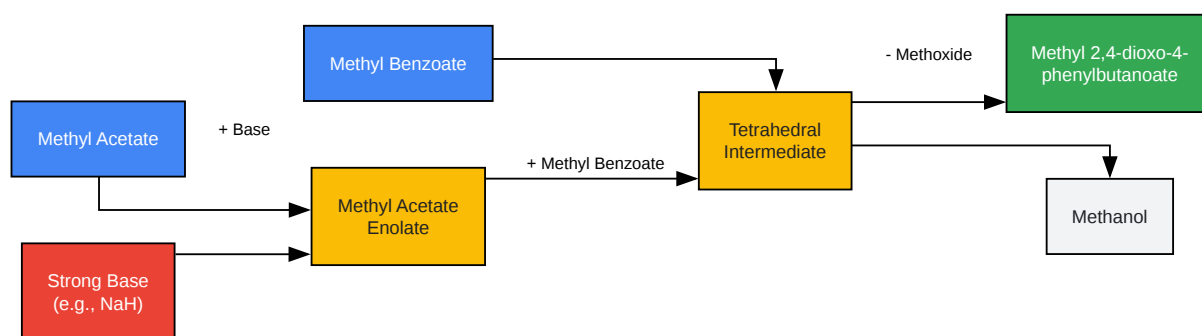 Methyl Benzoate
- Methoxide
Methyl 2,4-dioxo-4-
phenylbutanoate
Methyl Acetate
+ Base
Tetrahedral
Intermediate
+ Methyl Benzoate
Methyl Acetate
Enolate
Methanol
Strong Base
(e.g., NaH)